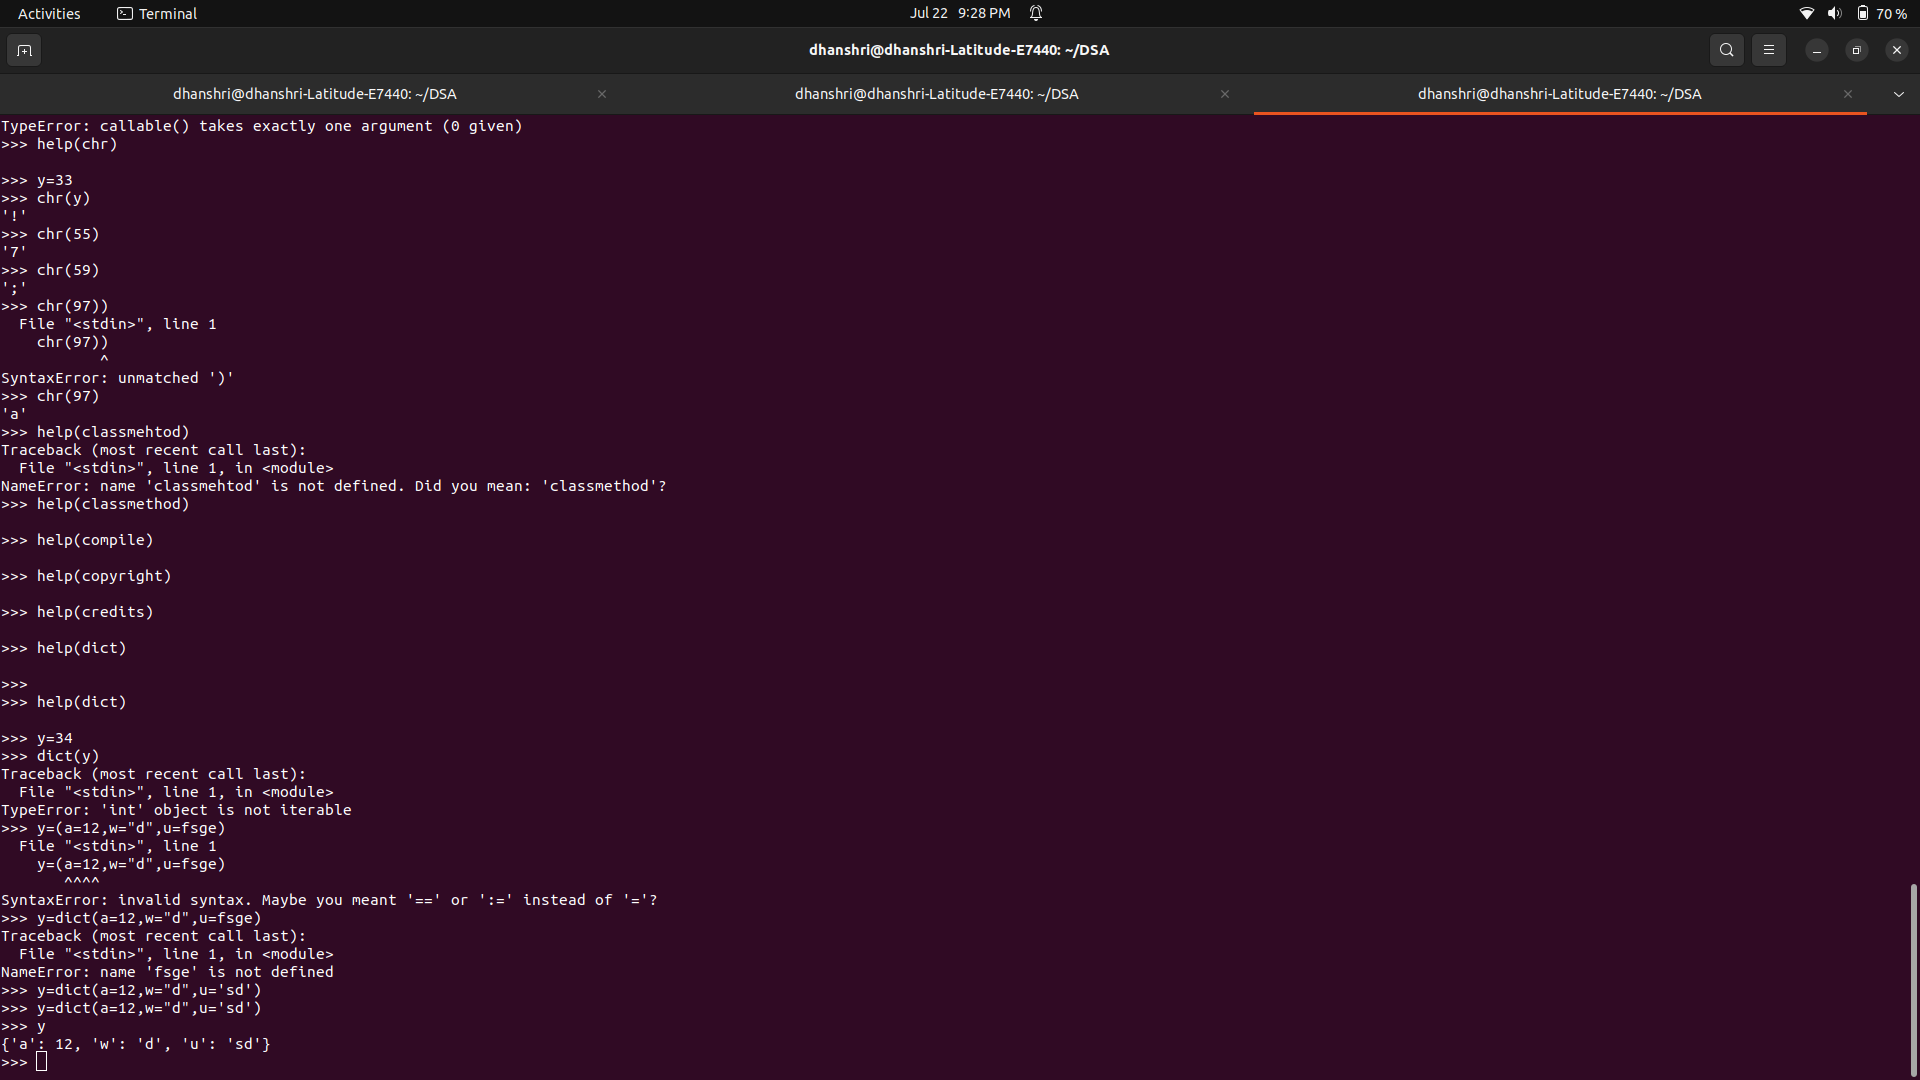 Activities Terminal Jul 22 9:28 PM 70 %
dhanshri@dhanshri-Latitude-E7440: ~/DSA
dhanshri@dhanshri-Latitude-E7440: ~/DSA dhanshri@dhanshri-Latitude-E7440: ~/DSA dhanshri@dhanshri-Latitude-E7440: ~/DSA
TypeError: callable() takes exactly one argument (0 given)
>>> help(chr)
>>> y=33
>>> chr(y)
'!'
>>> chr(55)
'7'
>>> chr(59)
';'
>>> chr(97))
  File "<stdin>", line 1
    chr(97))
           ^
SyntaxError: unmatched ')'
>>> chr(97)
'a'
>>> help(classmehtod)
Traceback (most recent call last):
  File "<stdin>", line 1, in <module>
NameError: name 'classmehtod' is not defined. Did you mean: 'classmethod'?
>>> help(classmethod)
>>> help(compile)
>>> help(copyright)
>>> help(credits)
>>> help(dict)
>>>
>>> help(dict)
>>> y=34
>>> dict(y)
Traceback (most recent call last):
  File "<stdin>", line 1, in <module>
TypeError: 'int' object is not iterable
>>> y=(a=12,w="d",u=fsge)
  File "<stdin>", line 1
    y=(a=12,w="d",u=fsge)
       ^^^^
SyntaxError: invalid syntax. Maybe you meant '==' or ':=' instead of '='?
>>> y=dict(a=12,w="d",u=fsge)
Traceback (most recent call last):
  File "<stdin>", line 1, in <module>
NameError: name 'fsge' is not defined
>>> y=dict(a=12,w="d",u='sd')
>>> y=dict(a=12,w="d",u='sd')
>>> y
{'a': 12, 'w': 'd', 'u': 'sd'}
>>>